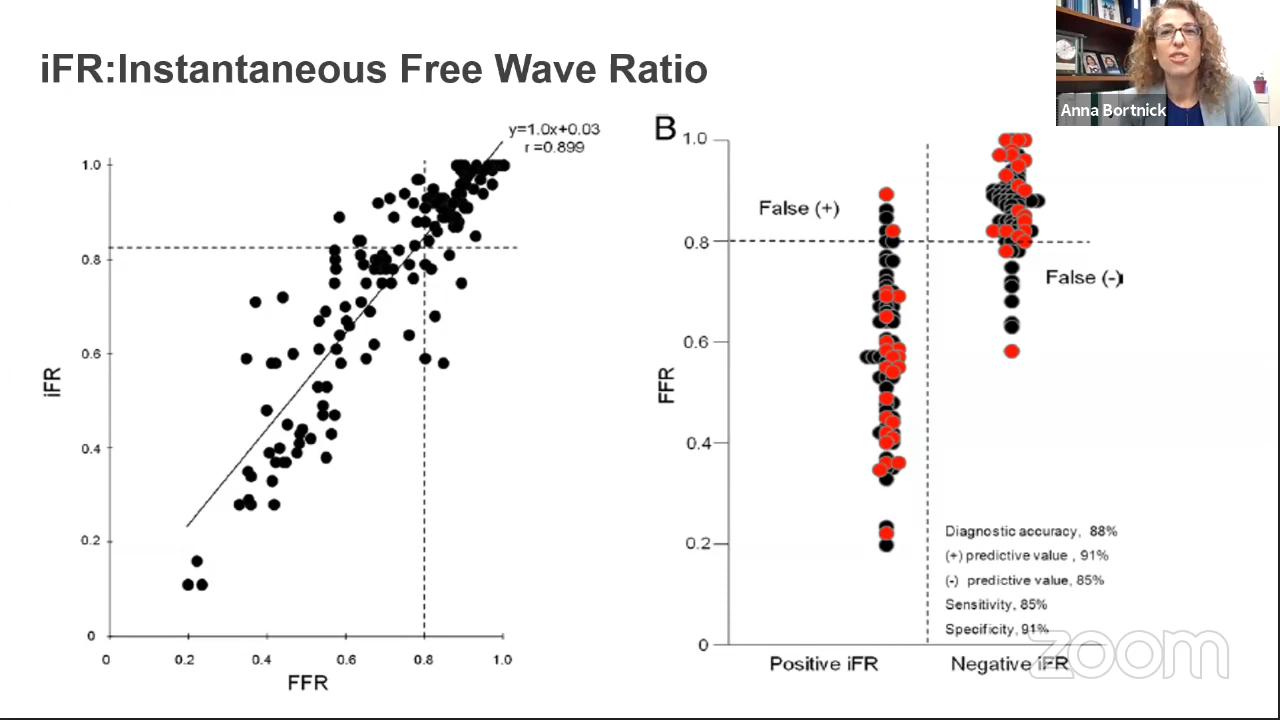 iFR:Instantaneous Free Wave Ratio
Anna Bortnick
y=1.0x+0.03
r =0.899
1.0
0.8
0.6
0.4
0.2
0
iFR
0
0.2
0.4
0.6
0.8
1.0
FFR
B
1.0
0.8
0.6
0.4
0.2
0
FFR
False (+)
False (-)
Diagnostic accuracy, 88%
(+) predictive value , 91%
(-) predictive value, 85%
Sensitivity, 85%
Specificity, 91%
Positive iFR
Negative iFR
zoom